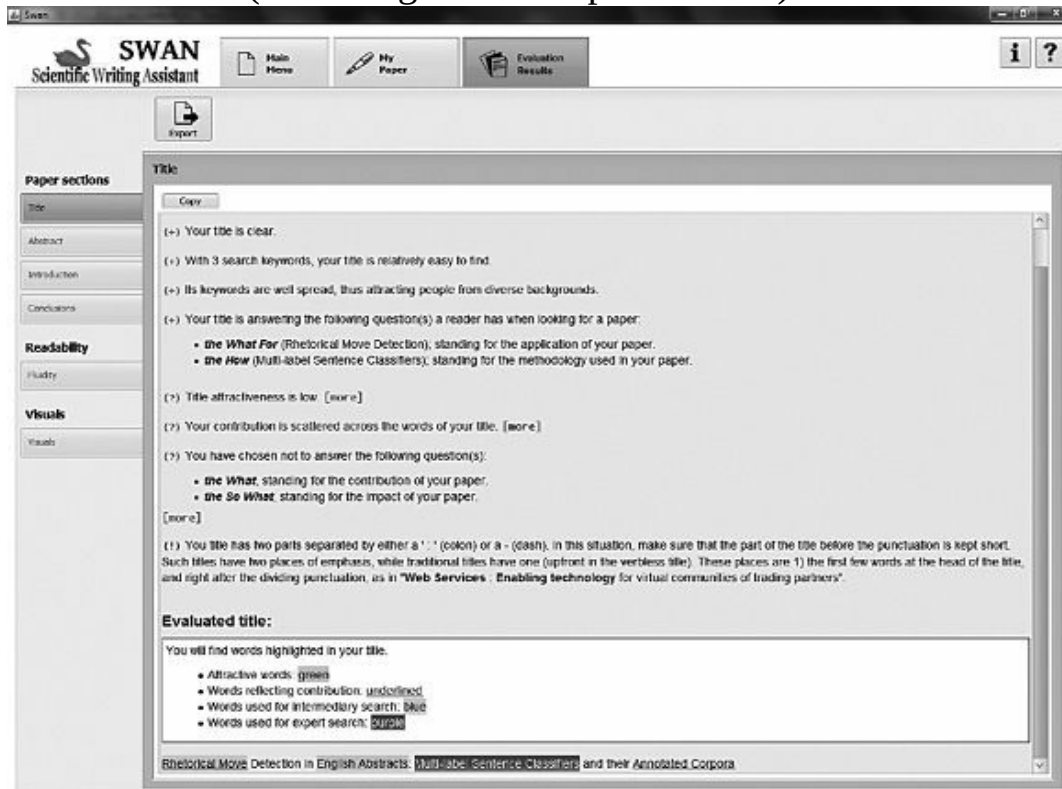 Swan
SWAN
Scientific Writing Assistant
Main
Menu
My
Paper
Evaluation
Results
i ?
Export
Paper sections
Title
Abstract
Introduction
Conclusions
Readability
Fluidity
Visuals
Visuals
Title
Copy
(+) Your title is clear.
(+) With 3 search keywords, your title is relatively easy to find.
(+) Its keywords are well spread, thus attracting people from diverse backgrounds.
(+) Your title is answering the following question(s) a reader has when looking for a paper:
• the What For (Rhetorical Move Detection), standing for the application of your paper.
• the How (Multi-label Sentence Classifiers), standing for the methodology used in your paper.
(?) Title attractiveness is low. [more]
(?) Your contribution is scattered across the words of your title. [more]
(?) You have chosen not to answer the following question(s):
• the What, standing for the contribution of your paper.
• the So What, standing for the impact of your paper.
[more]
(!) You title has two parts separated by either a ' : ' (colon) or a - (dash). In this situation, make sure that the part of the title before the punctuation is kept short.
Such titles have two places of emphasis, while traditional titles have one (upfront in the verbless title). These places are 1) the first few words at the head of the title,
and right after the dividing punctuation, as in "Web Services : Enabling technology for virtual communities of trading partners".
Evaluated title:
You will find words highlighted in your title.
• Attractive words: green
• Words reflecting contribution: underlined
• Words used for intermediary search: blue
• Words used for expert search: purple
Rhetorical Move Detection in English Abstracts: Multi-label Sentence Classifiers and their Annotated Corpora